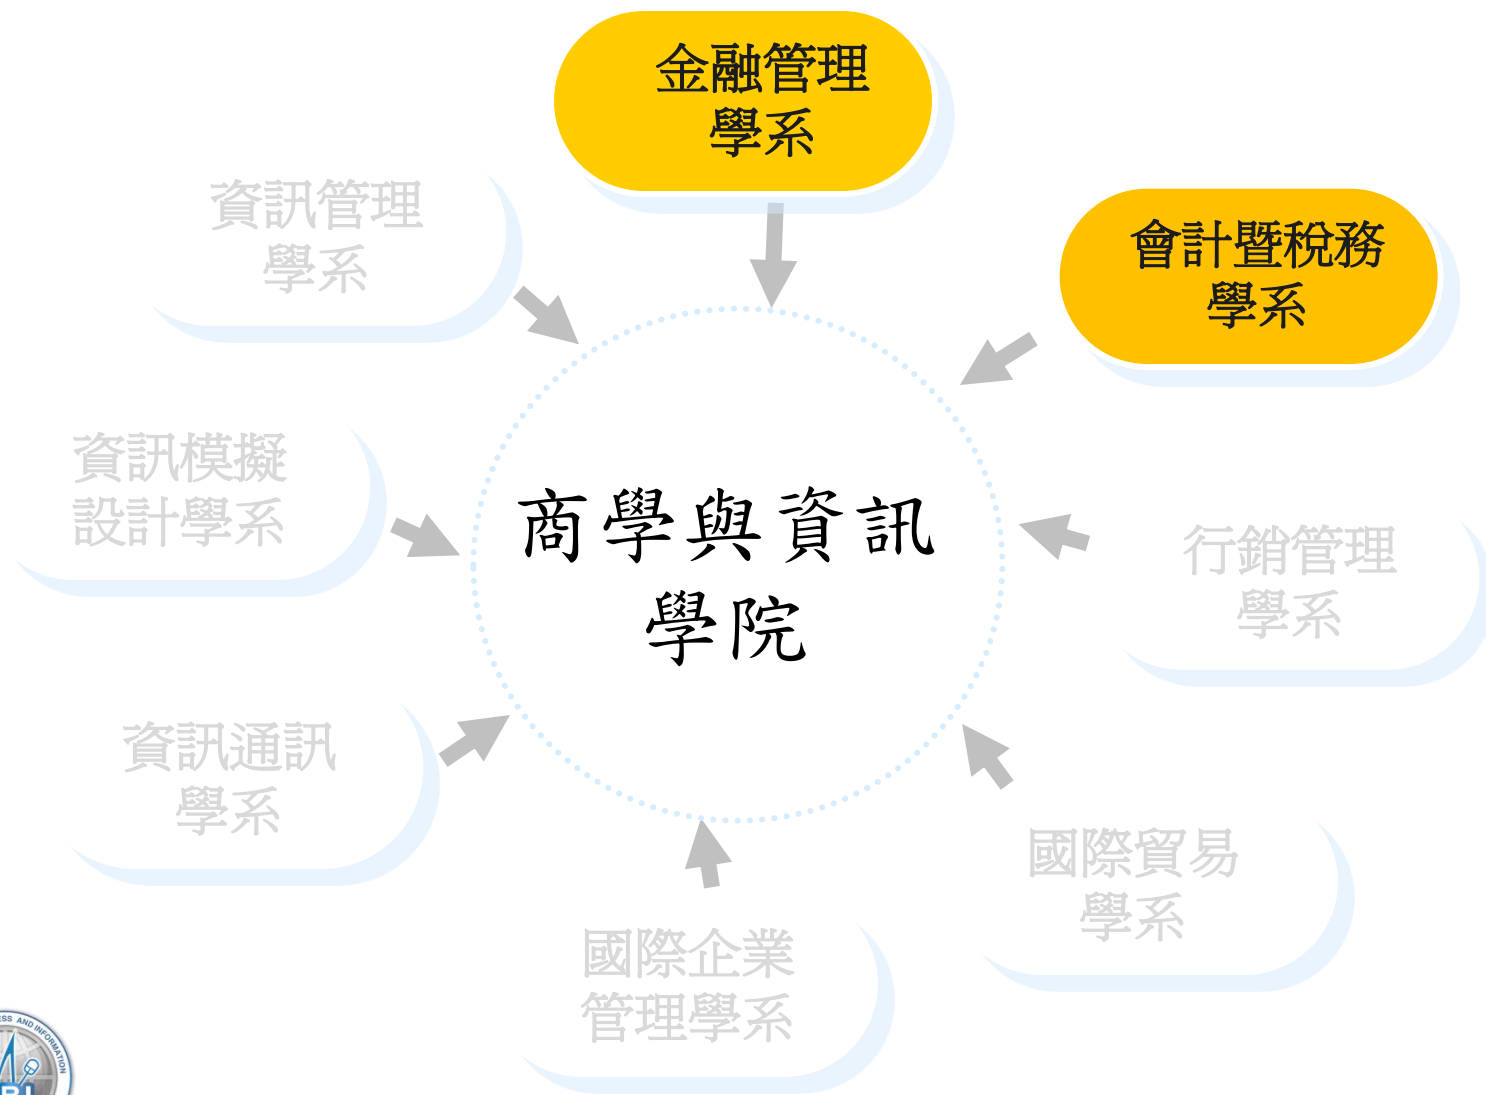 金融管理
學系
會計暨稅務
學系
資訊管理
學系
資訊模擬
設計學系
商學與資訊
學院
行銷管理
學系
資訊通訊
學系
國際貿易
學系
國際企業
管理學系
AND INFORMATION